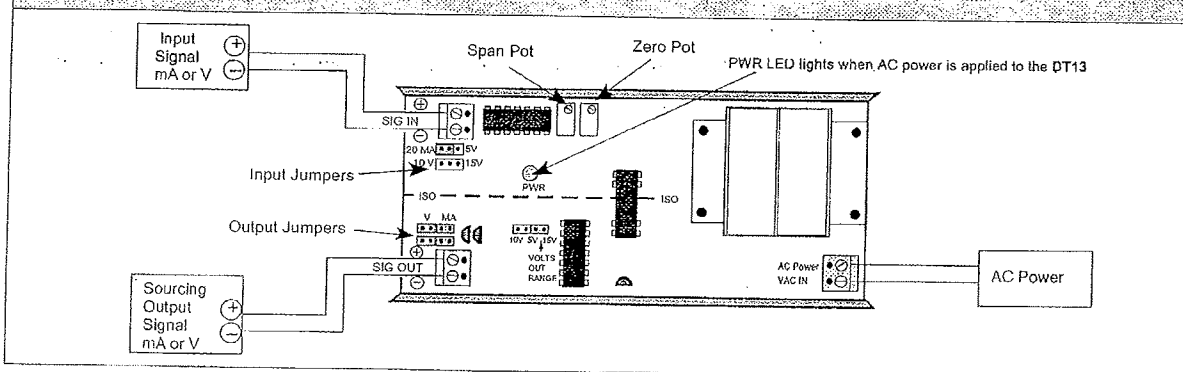 Input
Signal
mA or V
+
−
Span Pot
Zero Pot
PWR LED lights when AC power is applied to the DT13
+
SIG IN
−
20 MA
5V
10 V
15V
Input Jumpers
PWR
ISO
ISO
V MA
Output Jumpers
10V 5V 15V
VOLTS
OUT
RANGE
+
SIG OUT
−
AC Power
VAC IN
AC Power
Sourcing
Output
Signal
mA or V
+
−